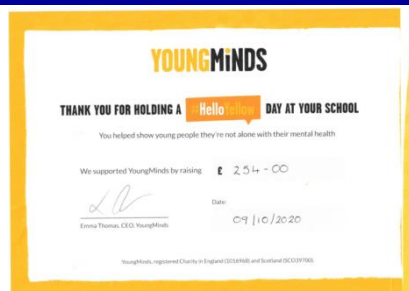 YOUNGMiNDS
THANK YOU FOR HOLDING A #HelloYellow DAY AT YOUR SCHOOL
You helped show young people they're not alone with their mental health
We supported YoungMinds by raising £ 254-00
Date:
09/10/2020
Emma Thomas, CEO, YoungMinds
YoungMinds, registered Charity in England (1016968) and Scotland (SC039700).